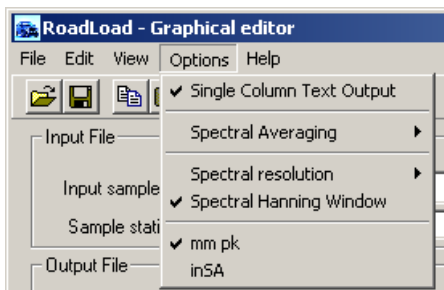 RoadLoad - Graphical editor
File Edit View Options Help
Single Column Text Output
Input File
Spectral Averaging
Input sample
Spectral resolution
Spectral Hanning Window
Sample stati
mm pk
Output File
inSA